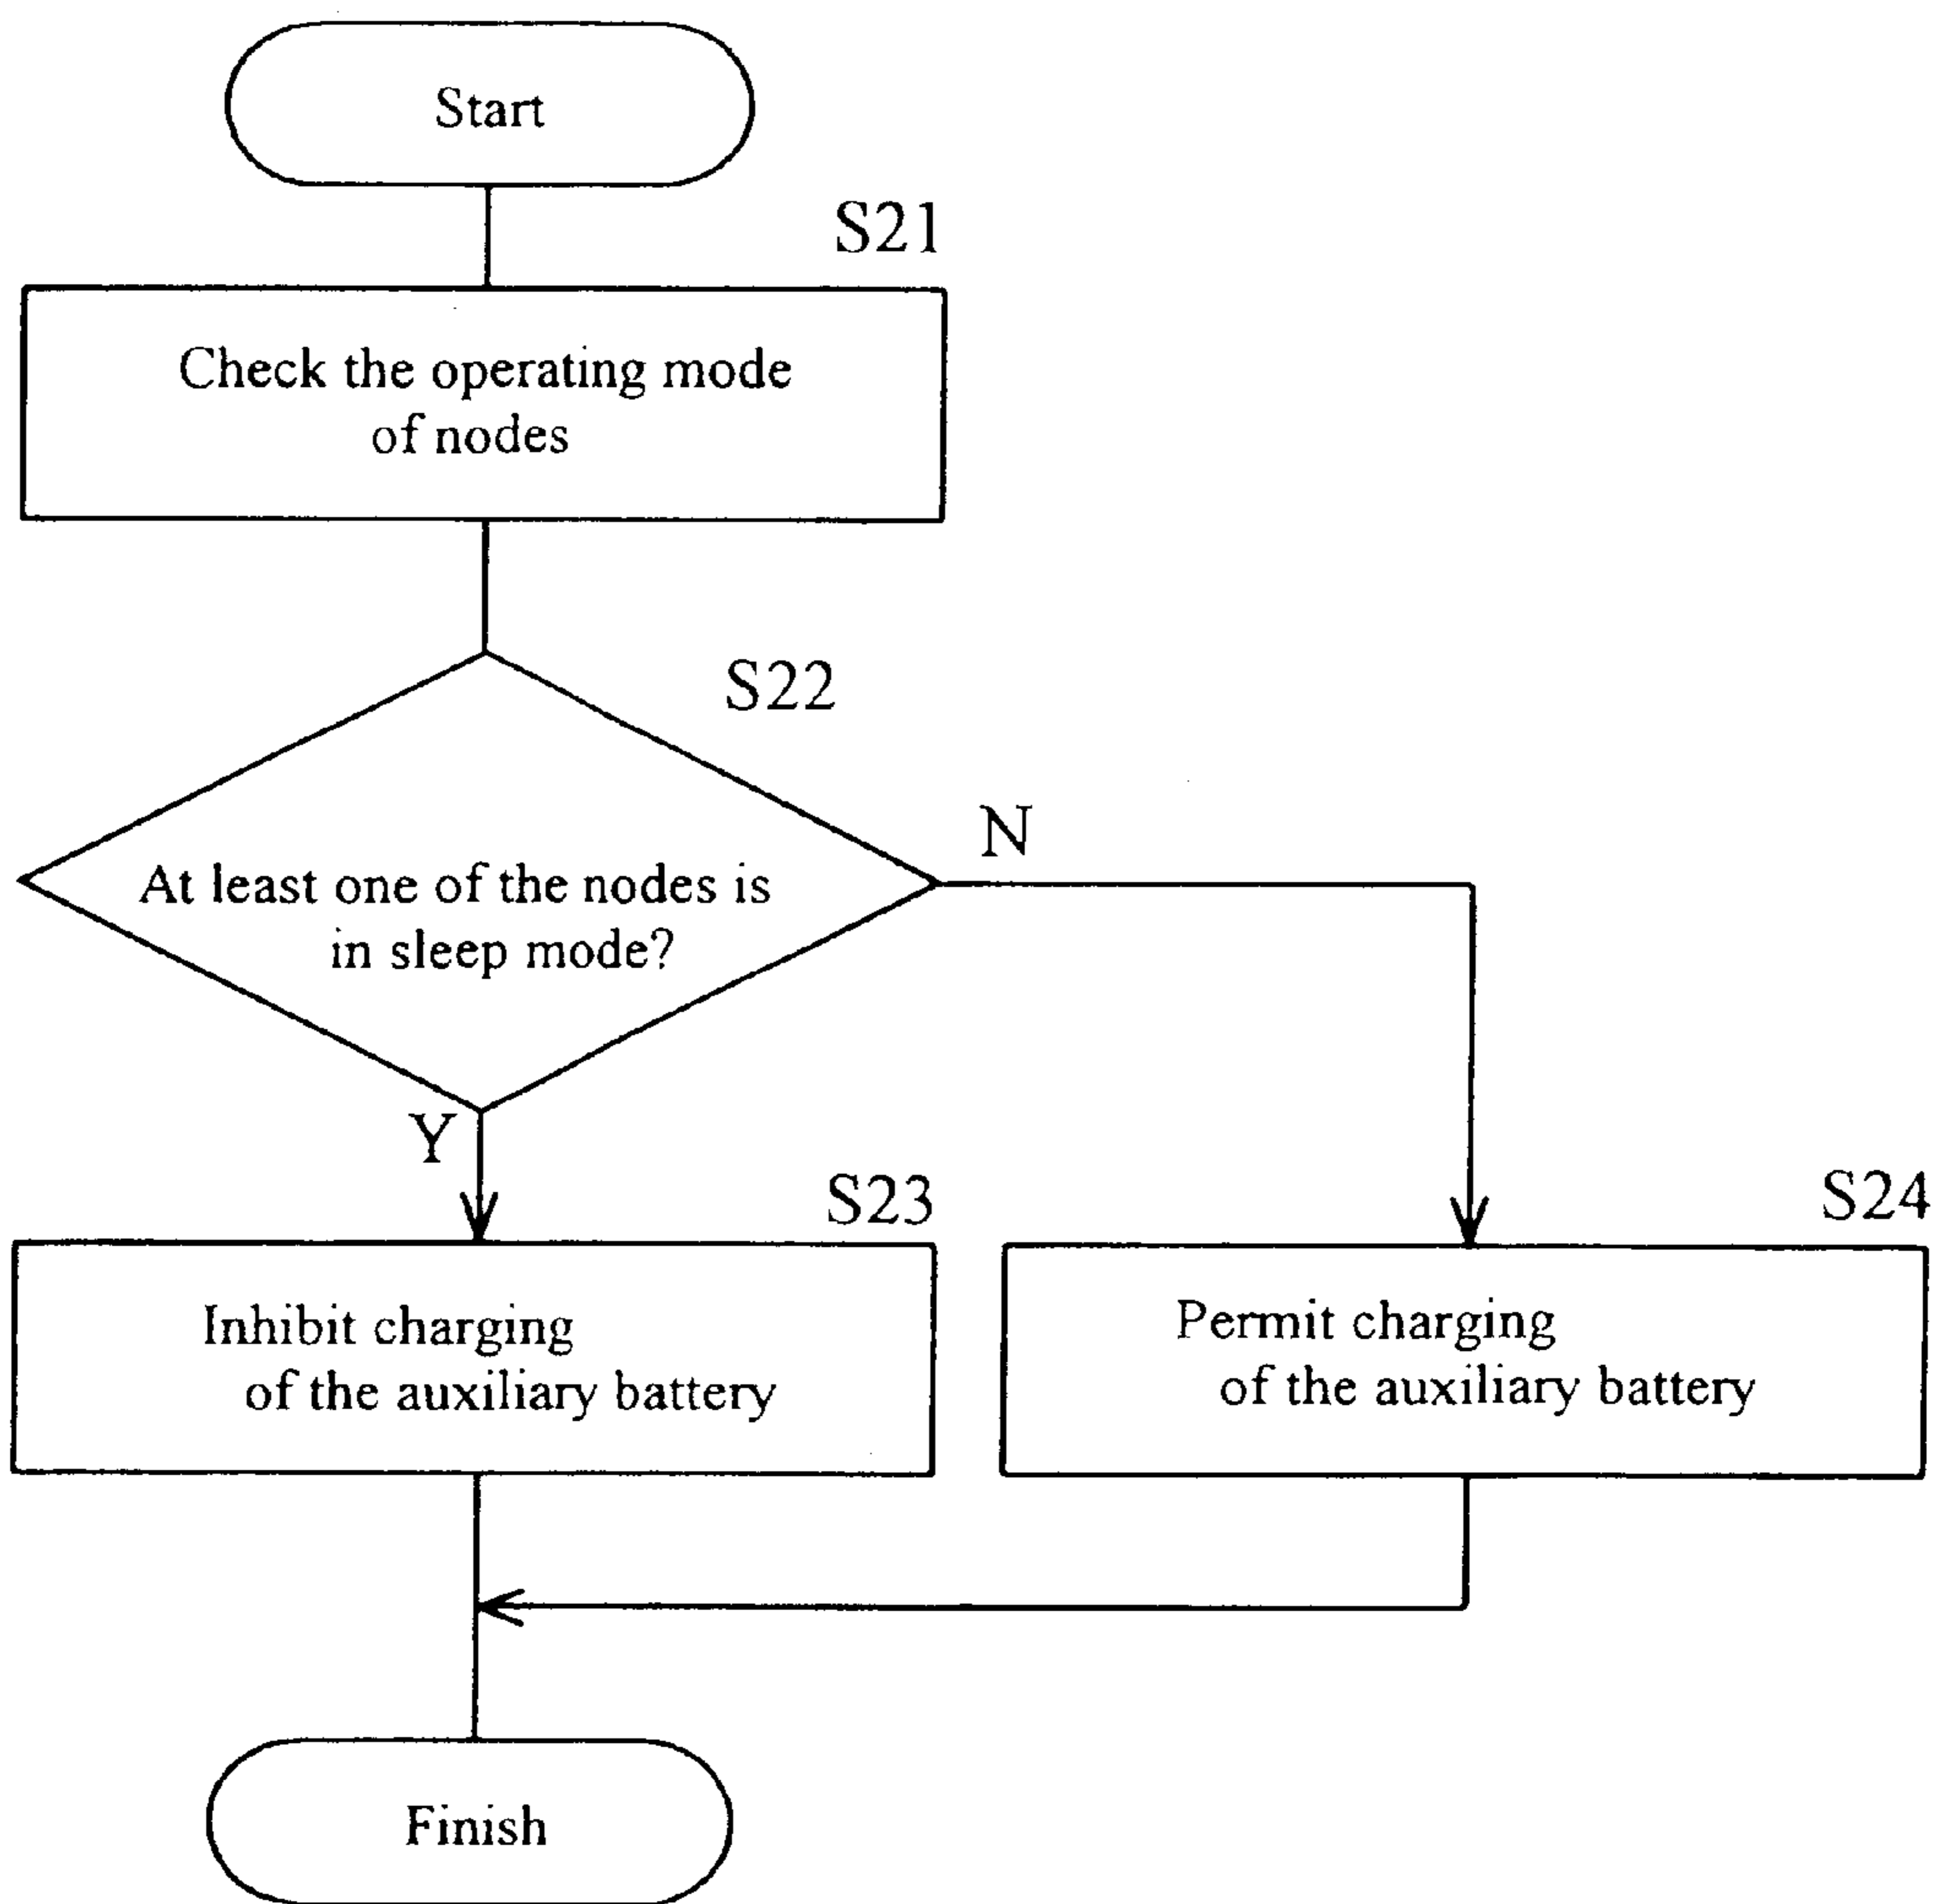 Start
S21
Check the operating mode
of nodes
S22
At least one of the nodes is
in sleep mode?
N
Y
S23
Inhibit charging
of the auxiliary battery
S24
Permit charging
of the auxiliary battery
Finish